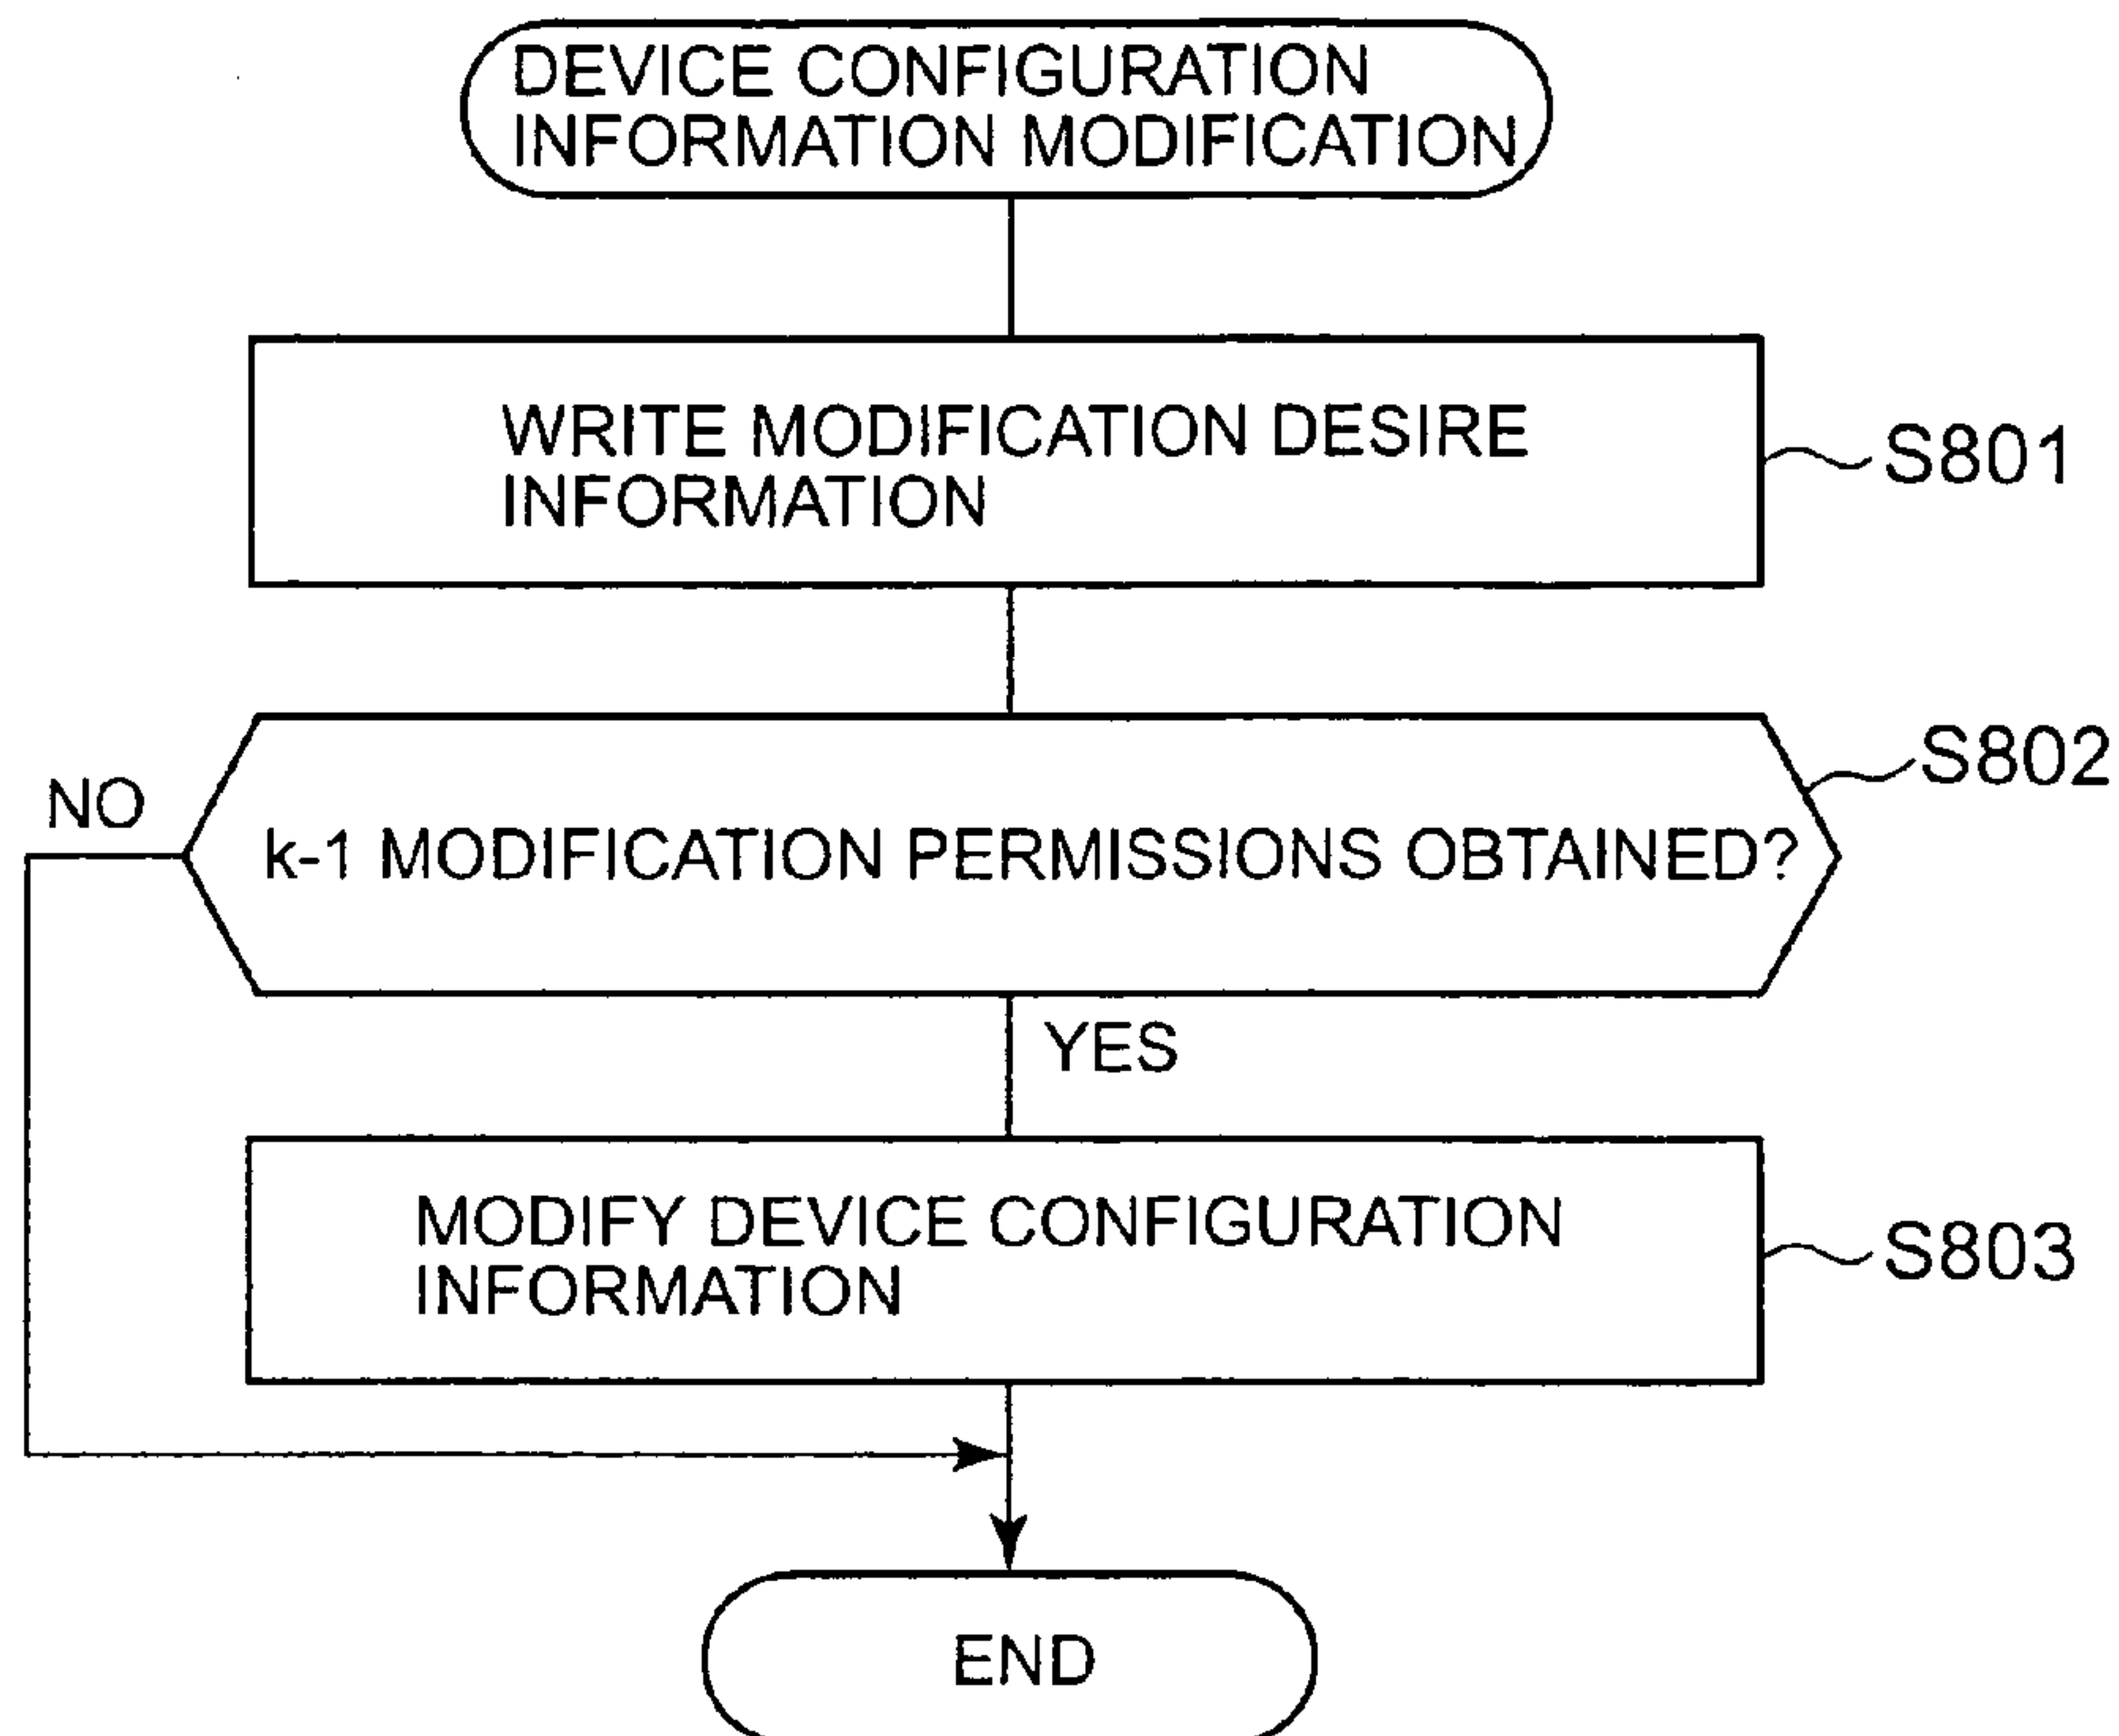 DEVICE CONFIGURATION
INFORMATION MODIFICATION
WRITE MODIFICATION DESIRE
INFORMATION
S801
S802
NO
k-1 MODIFICATION PERMISSIONS OBTAINED?
YES
MODIFY DEVICE CONFIGURATION
INFORMATION
S803
END